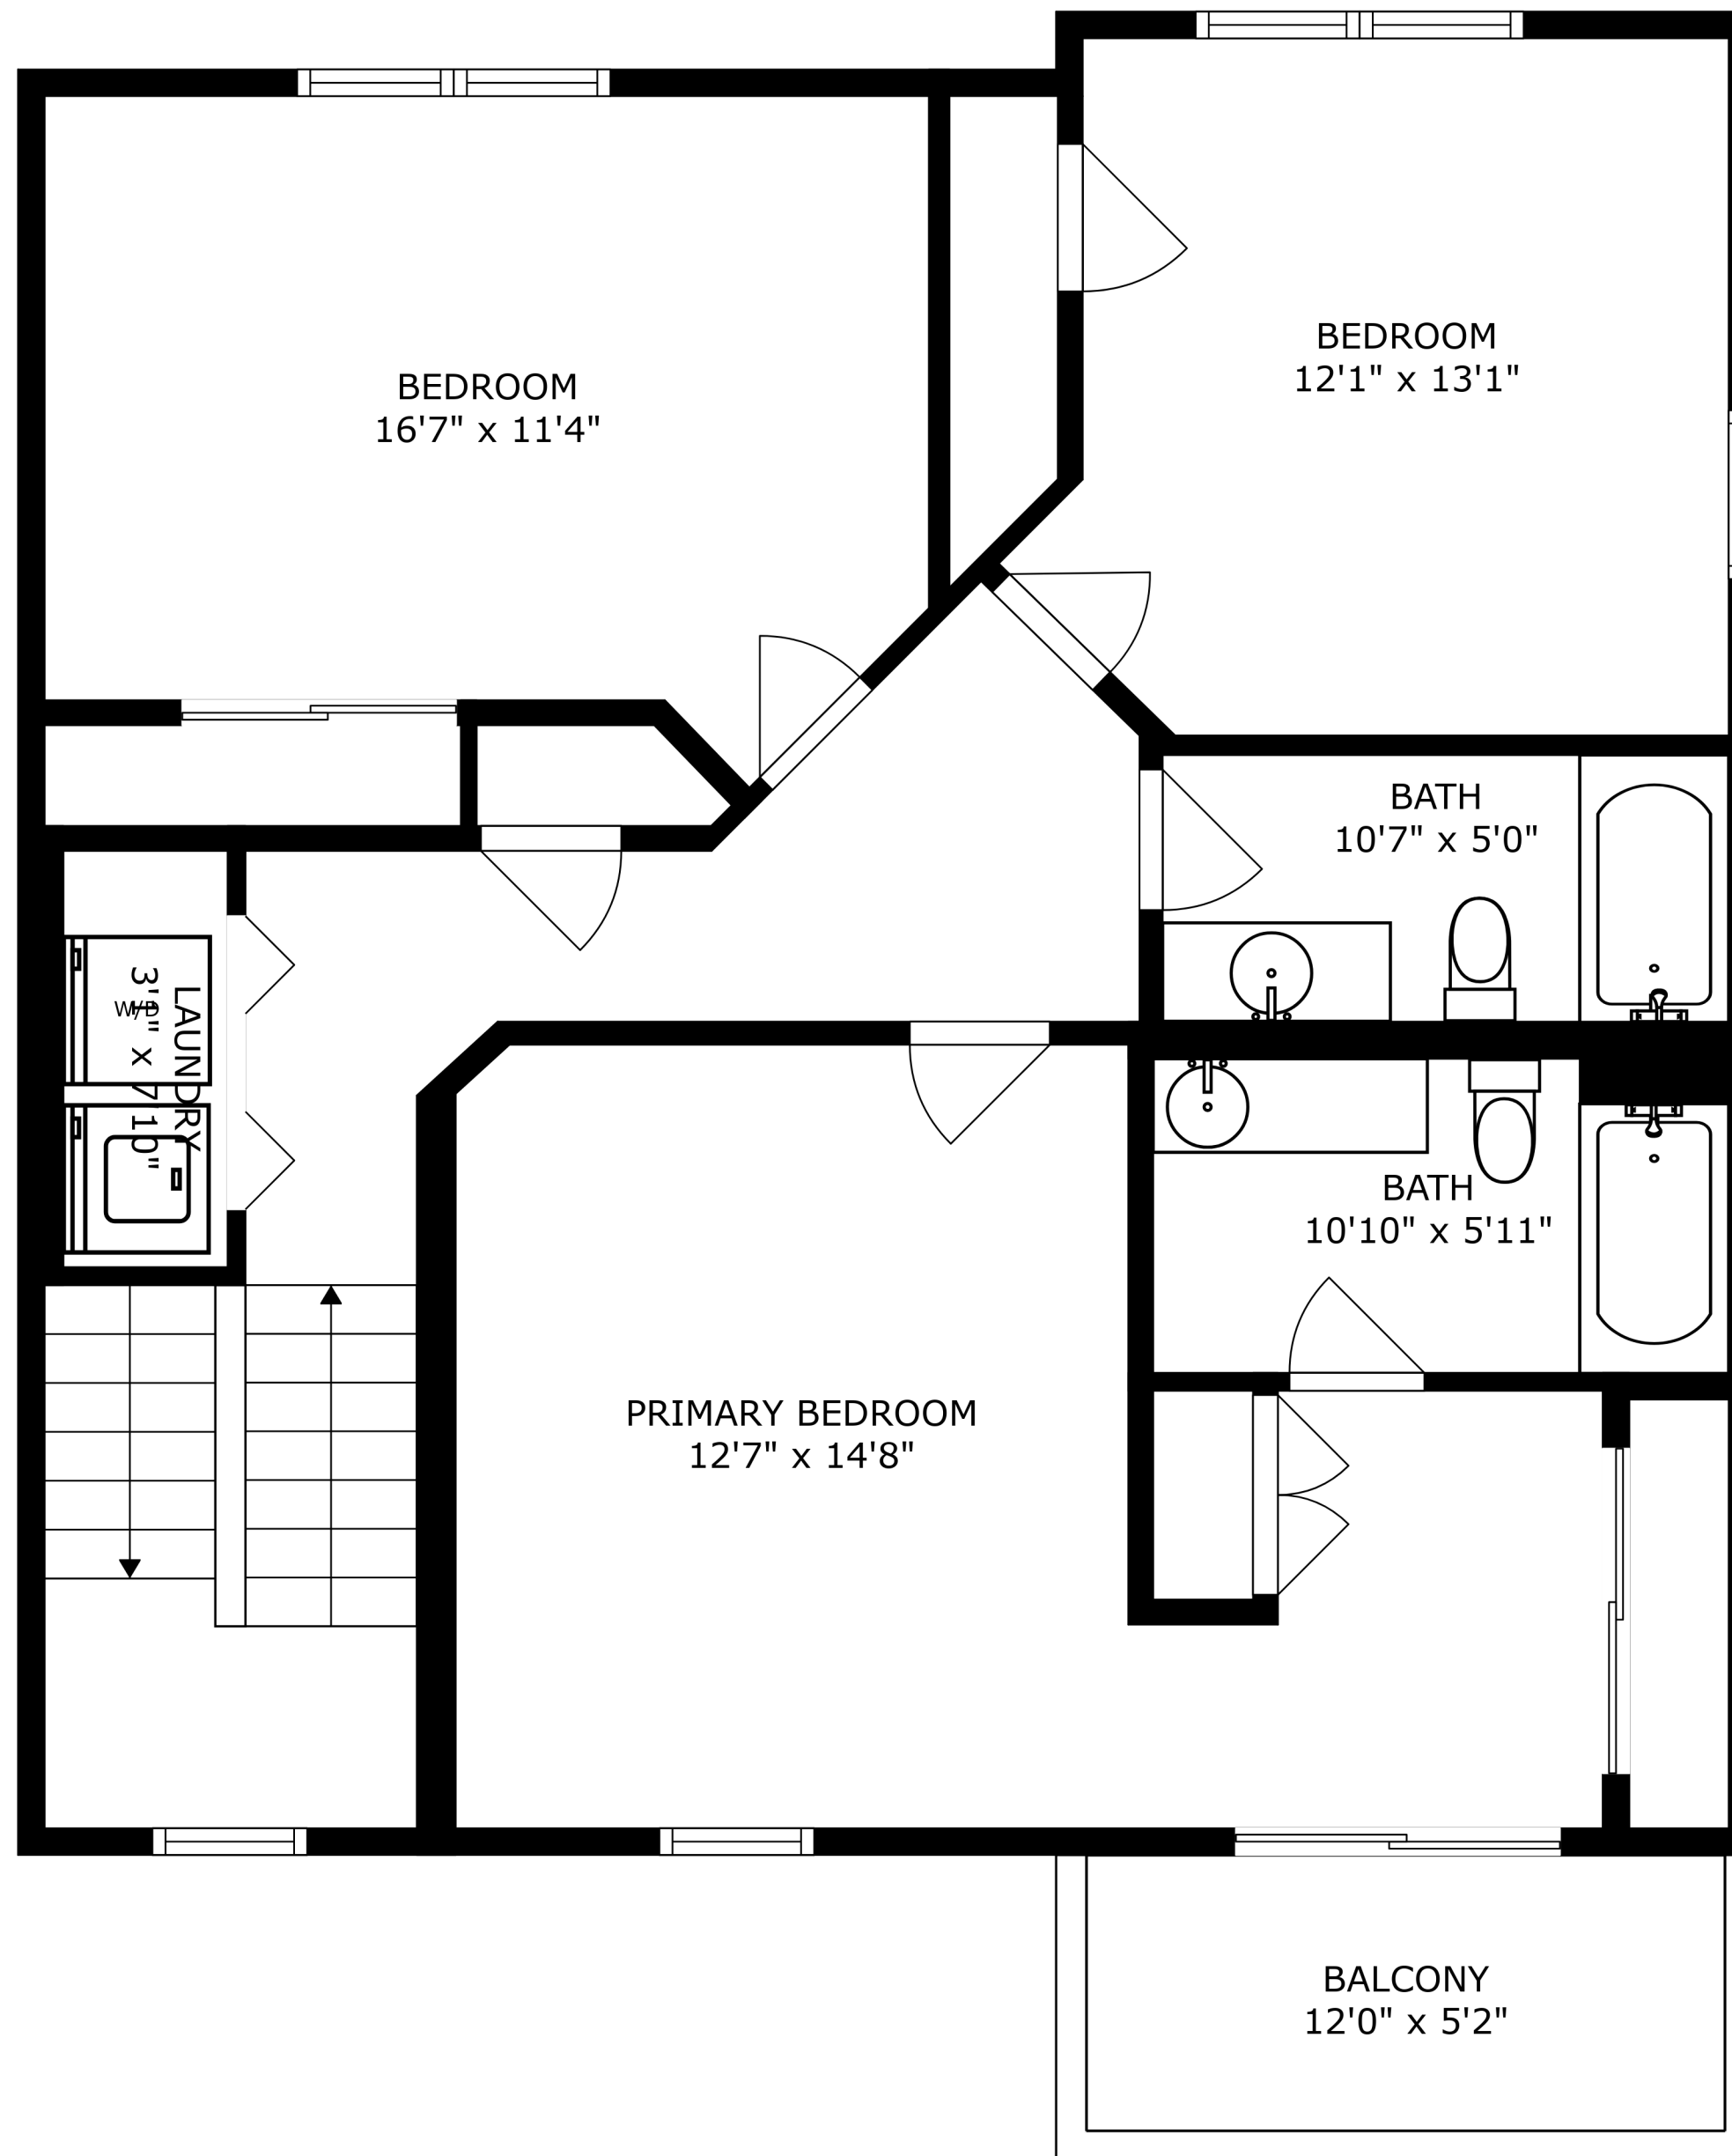 BEDROOM
12'1" x 13'1"
BEDROOM
16'7" x 11'4"
BATH
10'7" x 5'0"
LAUNDRY
3'1" x 7'10"
W/D
BATH
10'10" x 5'11"
PRIMARY BEDROOM
12'7" x 14'8"
BALCONY
12'0" x 5'2"